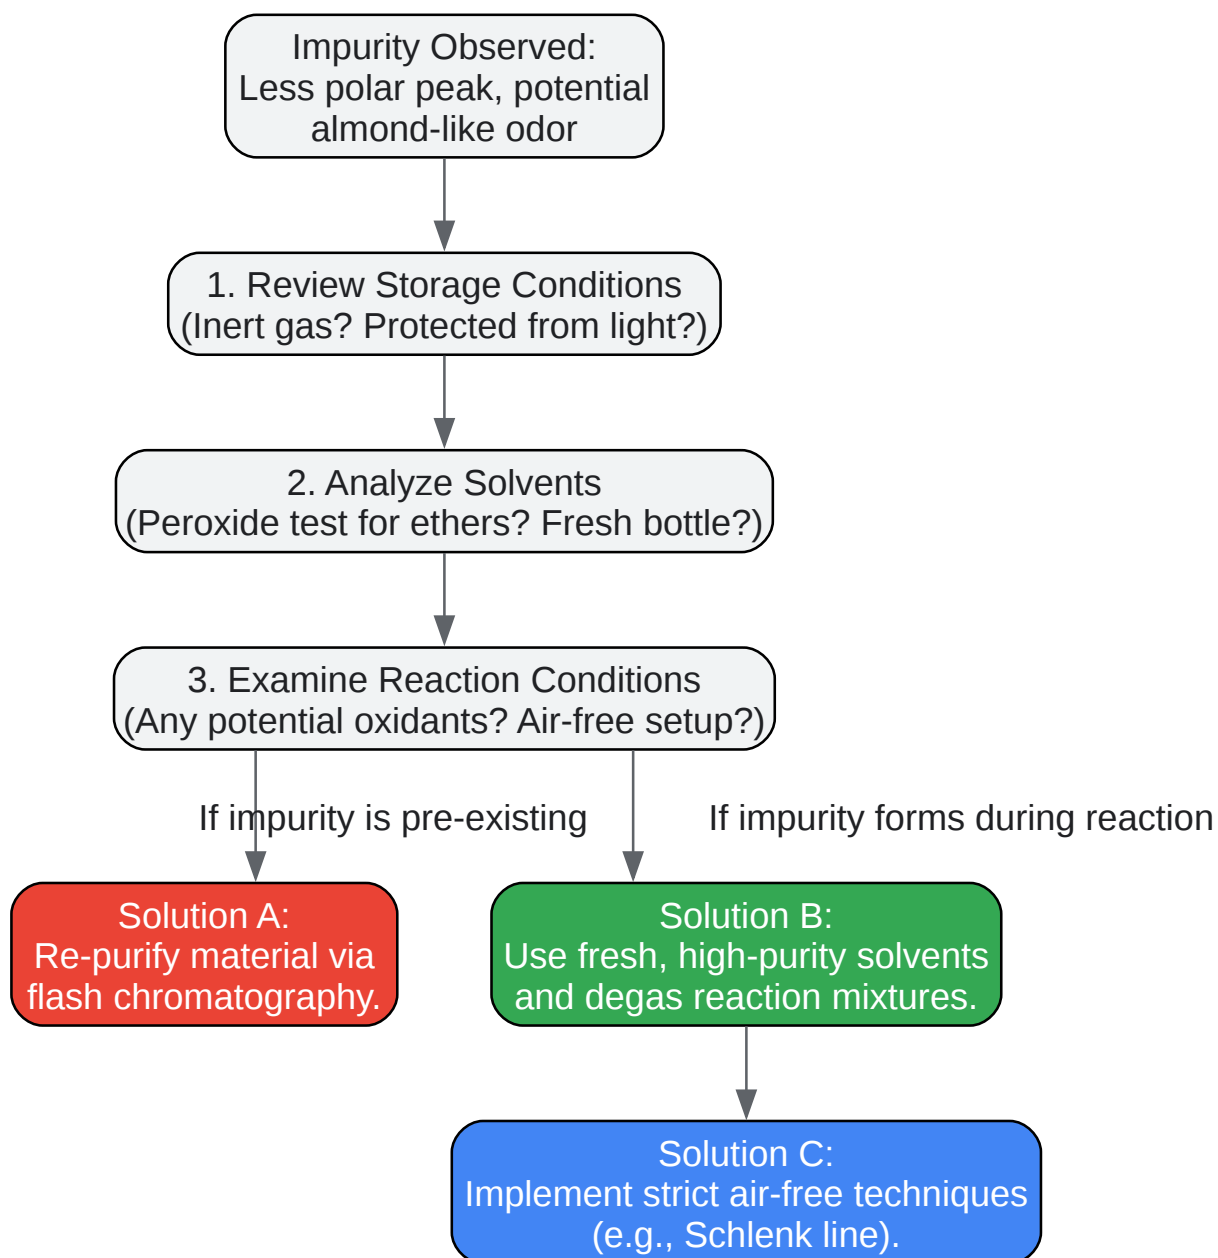 Impurity Observed:
Less polar peak, potential
almond-like odor
1. Review Storage Conditions
(Inert gas? Protected from light?)
2. Analyze Solvents
(Peroxide test for ethers? Fresh bottle?)
3. Examine Reaction Conditions
(Any potential oxidants? Air-free setup?)
If impurity is pre-existing
If impurity forms during reaction
Solution A:
Re-purify material via
flash chromatography.
Solution B:
Use fresh, high-purity solvents
and degas reaction mixtures.
Solution C:
Implement strict air-free techniques
(e.g., Schlenk line).